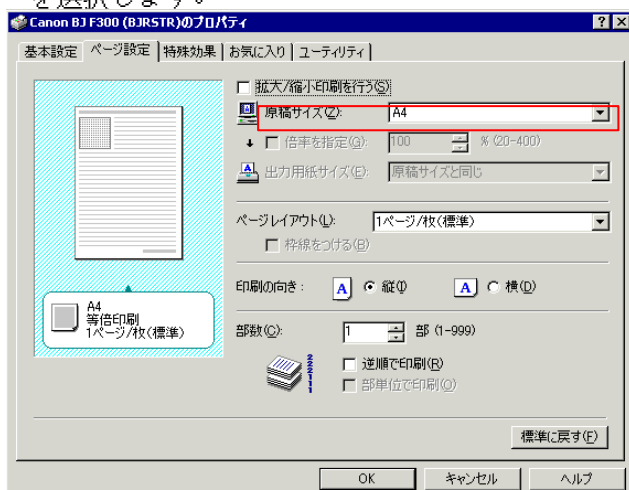 を選択します。
Canon BJ F300 (BJRSTR)のプロパティ
基本設定 ページ設定 特殊効果 お気に入り ユーティリティ
拡大/縮小印刷を行う(S)
原稿サイズ(Z): A4
倍率を指定(G): 100 % (20-400)
出力用紙サイズ(E): 原稿サイズと同じ
ページレイアウト(L): 1ページ/枚(標準)
枠線をつける(B)
印刷の向き: A 縦(I) A 横(D)
A4
等倍印刷
1ページ/枚(標準)
部数(C): 1 部 (1-999)
222111
逆順で印刷(R)
部単位で印刷(O)
標準に戻す(F)
OK キャンセル ヘルプ